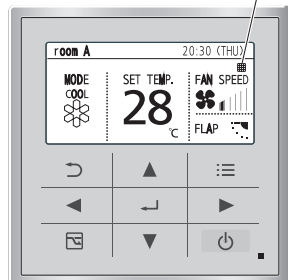 room A 20:30 (THU)
MODE SET TEMP. FAN SPEED
COOL
28
°C
FLAP